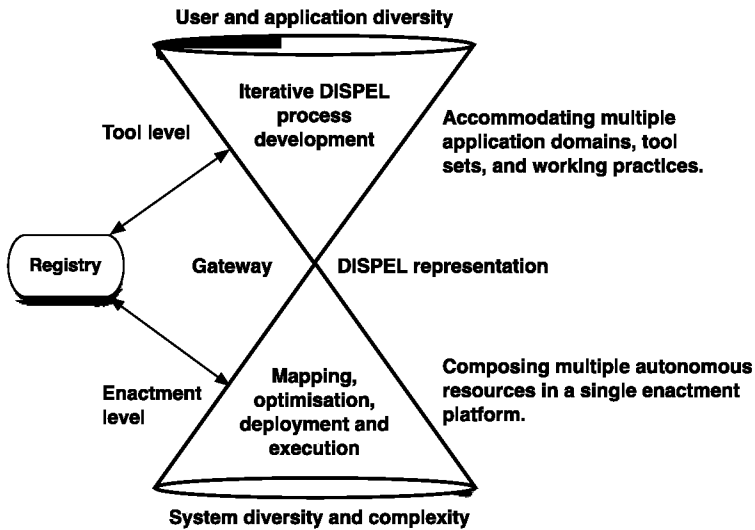 User and application diversity
Iterative DISPEL
process
development
Tool level
Accommodating multiple
application domains, tool
sets, and working practices.
Registry
Gateway
DISPEL representation
Enactment
level
Mapping,
optimisation,
deployment and
execution
Composing multiple autonomous
resources in a single enactment
platform.
System diversity and complexity